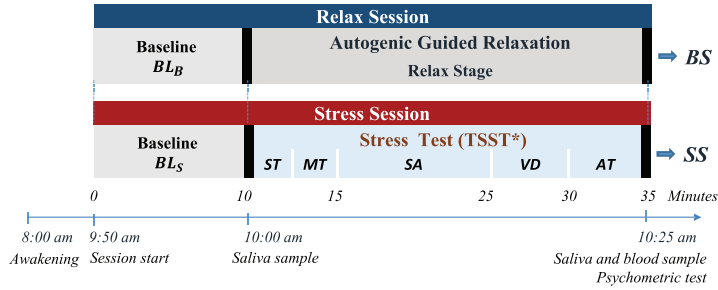 Relax Session
Baseline
BL_B
Autogenic Guided Relaxation
Relax Stage
BS
Stress Session
Baseline
BL_S
Stress Test (TSST*)
ST MT SA VD AT
SS
0 10 15 25 30 35 Minutes
8:00 am 9:50 am 10:00 am 10:25 am
Awakening Session start Saliva sample Saliva and blood sample
Psychometric test